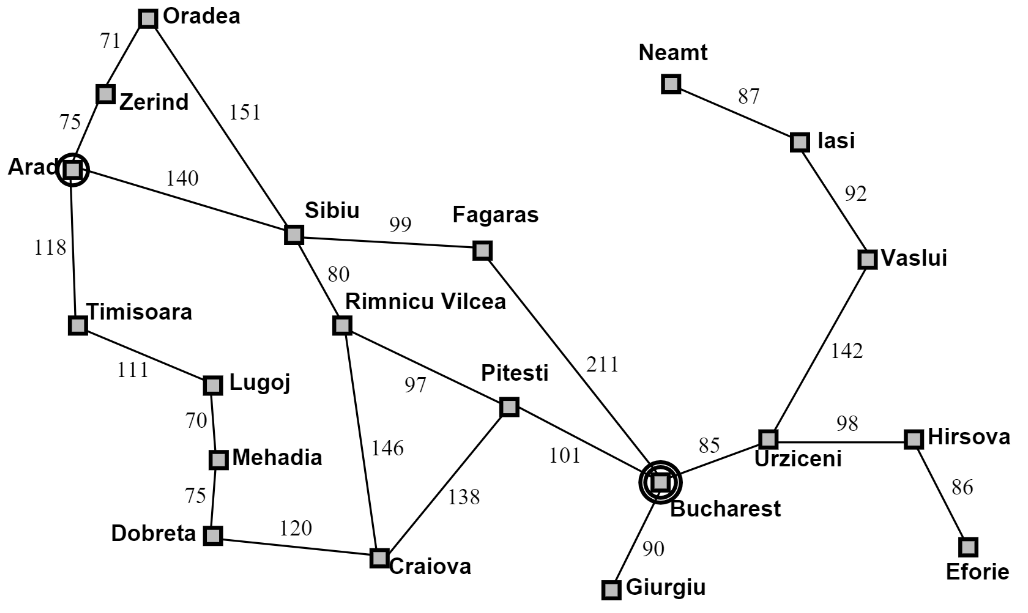 Oradea
71
Neamt
Zerind
87
75
151
Iasi
Arad
140
92
Sibiu
Fagaras
99
118
Vaslui
80
Timisoara
Rimnicu Vilcea
142
111
Lugoj
97
Pitesti
211
70
98
Hirsova
146
101
85
Urziceni
Mehadia
75
138
86
Bucharest
Dobreta
120
90
Craiova
Eforie
Giurgiu